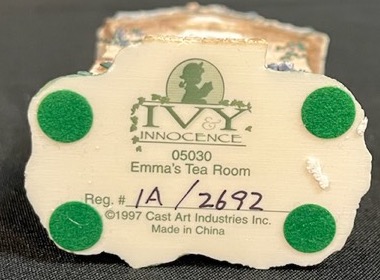 IVY &
INNOCENCE
05030
Emma's Tea Room
Reg. # 1A / 2692
©1997 Cast Art Industries Inc.
Made in China